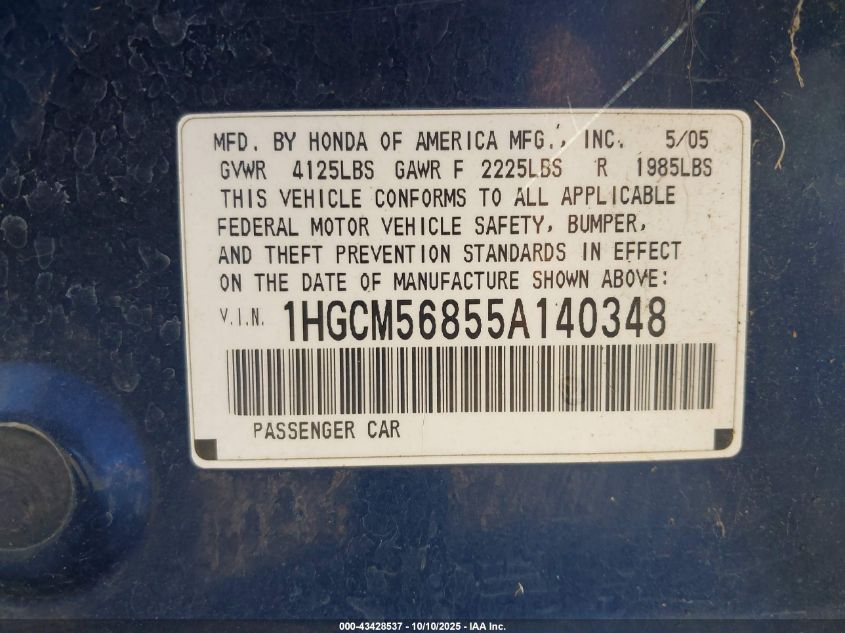 MFD. BY HONDA OF AMERICA MFG., INC. 5/05
GVWR 4125LBS GAWR F 2225LBS R 1985LBS
THIS VEHICLE CONFORMS TO ALL APPLICABLE
FEDERAL MOTOR VEHICLE SAFETY, BUMPER,
AND THEFT PREVENTION STANDARDS IN EFFECT
ON THE DATE OF MANUFACTURE SHOWN ABOVE:
V.I.N. 1HGCM56855A140348
PASSENGER CAR
000-43428537 - 10/10/2025 - IAA Inc.